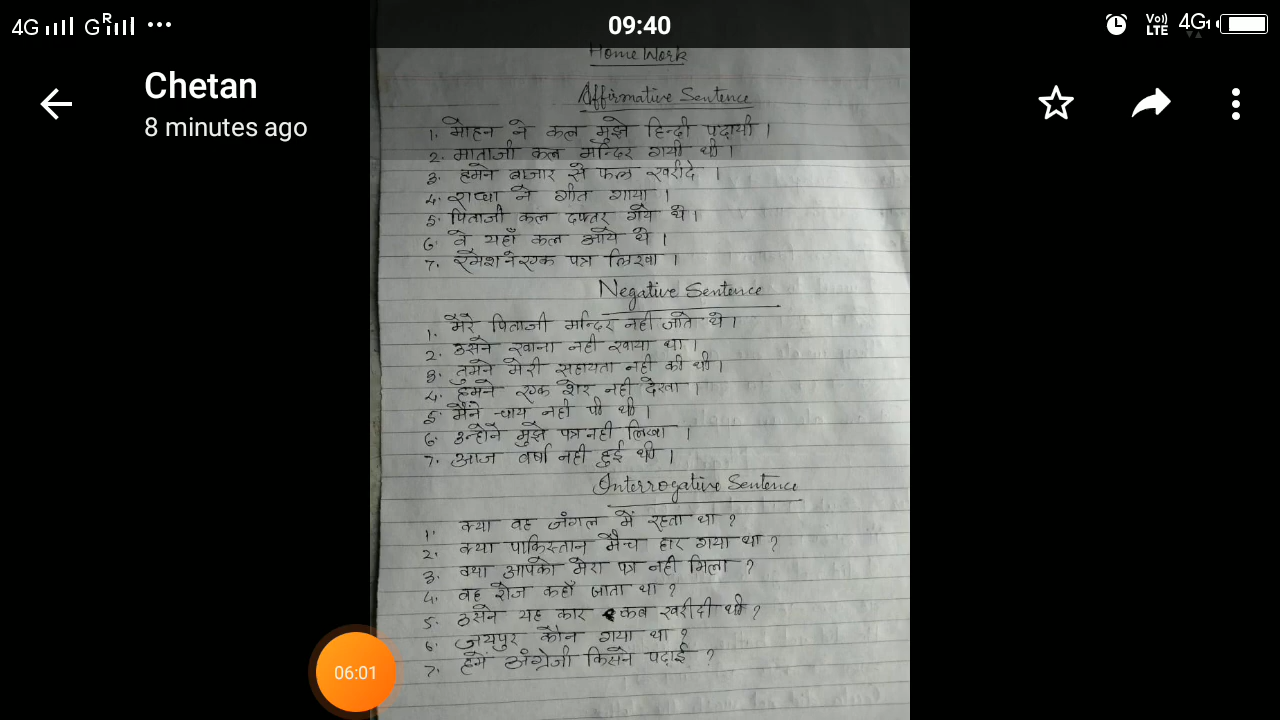 4G G R 09:40 Vo)) LTE 4G1
Chetan
8 minutes ago
Home Work
Affirmative Sentence
1. मोहन ने कल मुझे हिन्दी पढ़ायी ।
2. माताजी कल मन्दिर गयी थी ।
3. हमने बाजार से फल खरीदे ।
4. राधा ने गीत गाया ।
5. पिताजी कल दफ्तर गये थे ।
6. वे यहाँ कल आये थे ।
7. रमेश ने एक पत्र लिखा ।
Negative Sentence
1. मेरे पिताजी मन्दिर नही जाते थे ।
2. उसने खाना नही खाया था ।
3. तुमने मेरी सहायता नही की थी ।
4. हमने एक शेर नही देखा ।
5. मैंने चाय नही पी थी ।
6. उन्होने मुझे पत्र नही लिखा ।
7. आज वर्षा नही हुई थी ।
Interrogative Sentence
1. क्या वह जंगल में रहता था ?
2. क्या पाकिस्तान मैच हार गया था ?
3. क्या आपको मेरा पत्र नही मिला ?
4. वह रोज कहाँ जाता था ?
5. उसने यह कार कब खरीदी थी ?
6. जयपुर कौन गया था ?
7. हमें अंग्रेजी किसने पढ़ाई ?
06:01